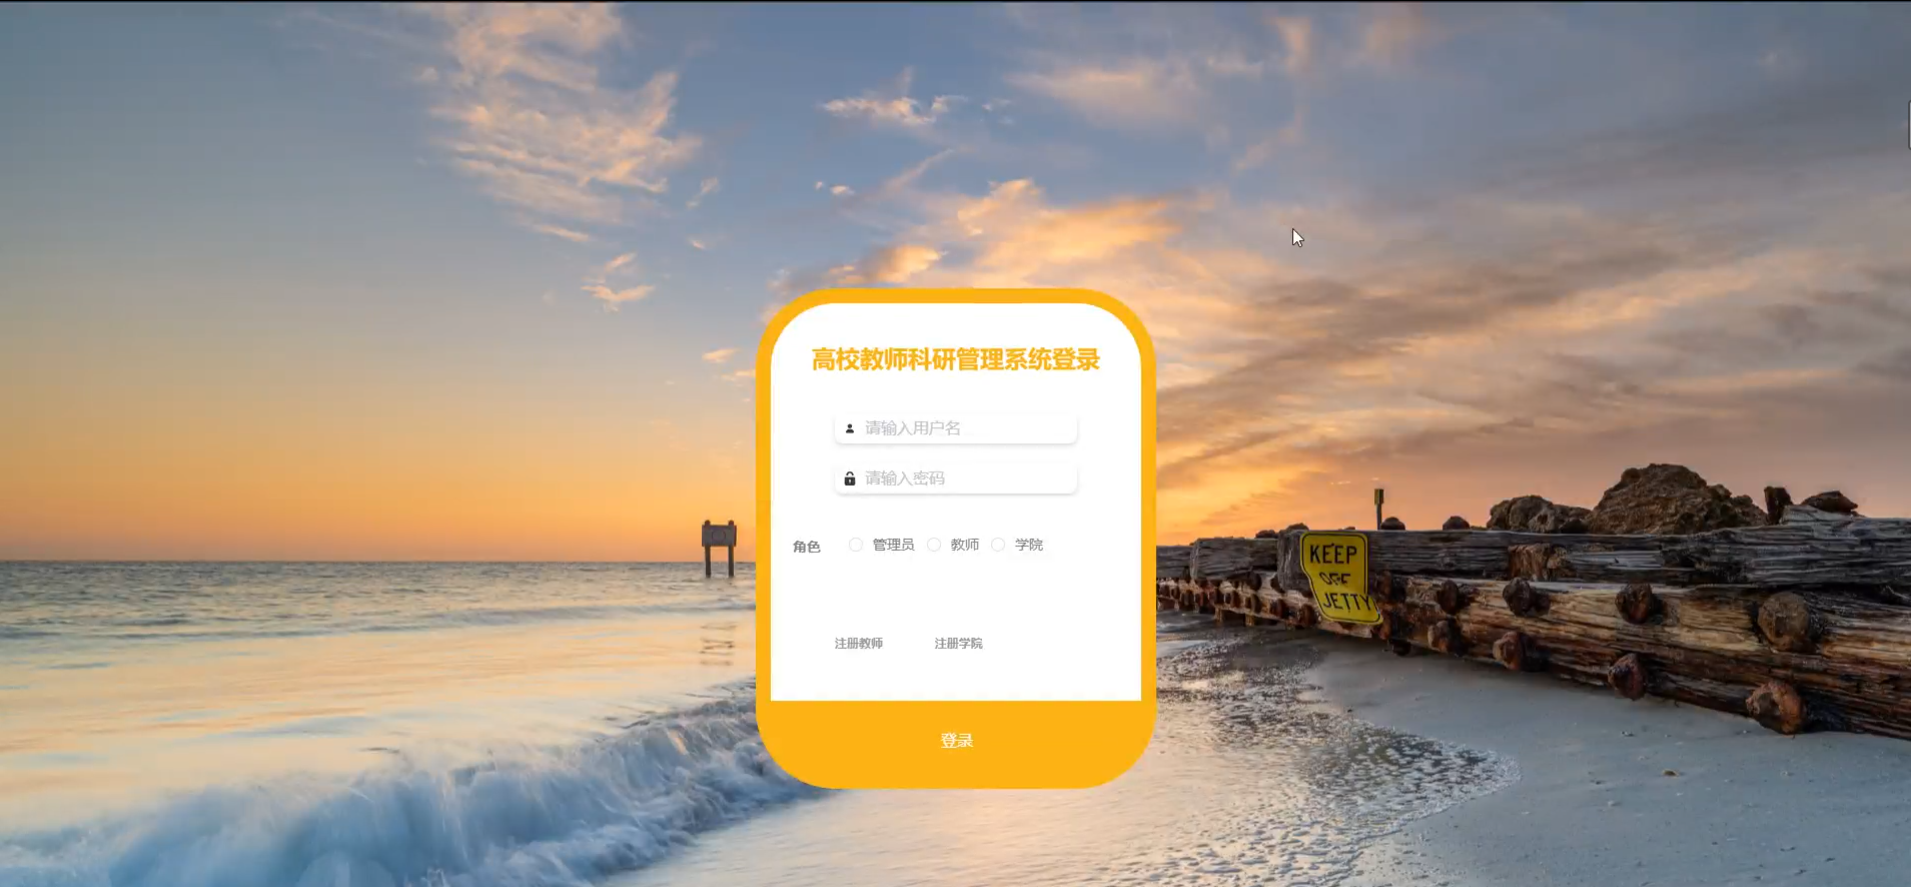 高校教师科研管理系统登录
请输入用户名
请输入密码
角色 管理员 教师 学院
注册教师 注册学院
登录
KEEP
OFF
JETTY